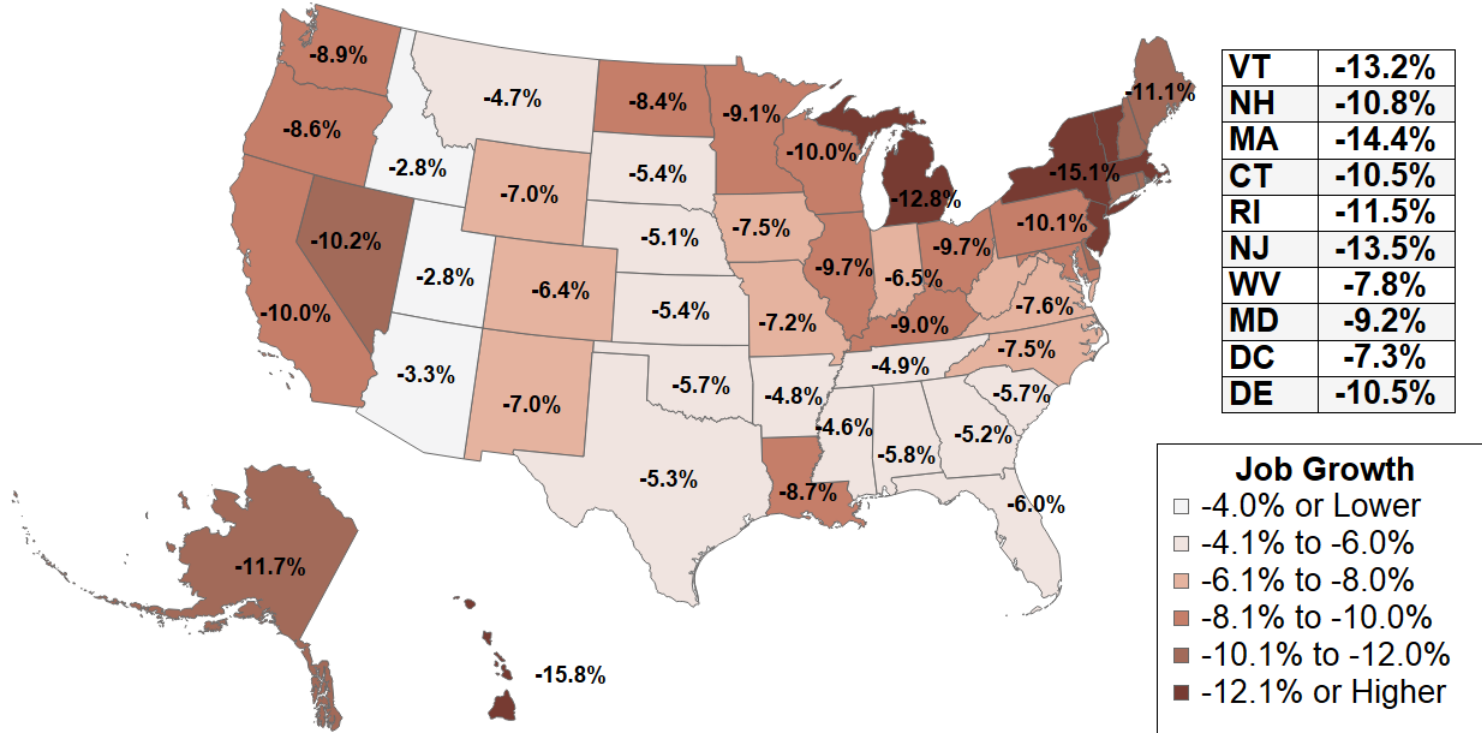 -8.9%
-4.7%
-8.4%
-9.1%
-11.1%
-8.6%
-10.0%
-2.8%
-7.0%
-5.4%
-15.1%
-12.8%
-10.2%
-5.1%
-7.5%
-10.1%
-2.8%
-6.4%
-9.7%
-6.5%
-9.7%
-10.0%
-5.4%
-7.2%
-9.0%
-7.6%
-3.3%
-7.0%
-5.7%
-4.8%
-4.9%
-7.5%
-5.7%
-4.6%
-5.8%
-5.2%
-5.3%
-8.7%
-6.0%
-11.7%
-15.8%
VT -13.2%
NH -10.8%
MA -14.4%
CT -10.5%
RI -11.5%
NJ -13.5%
WV -7.8%
MD -9.2%
DC -7.3%
DE -10.5%
Job Growth
-4.0% or Lower
-4.1% to -6.0%
-6.1% to -8.0%
-8.1% to -10.0%
-10.1% to -12.0%
-12.1% or Higher